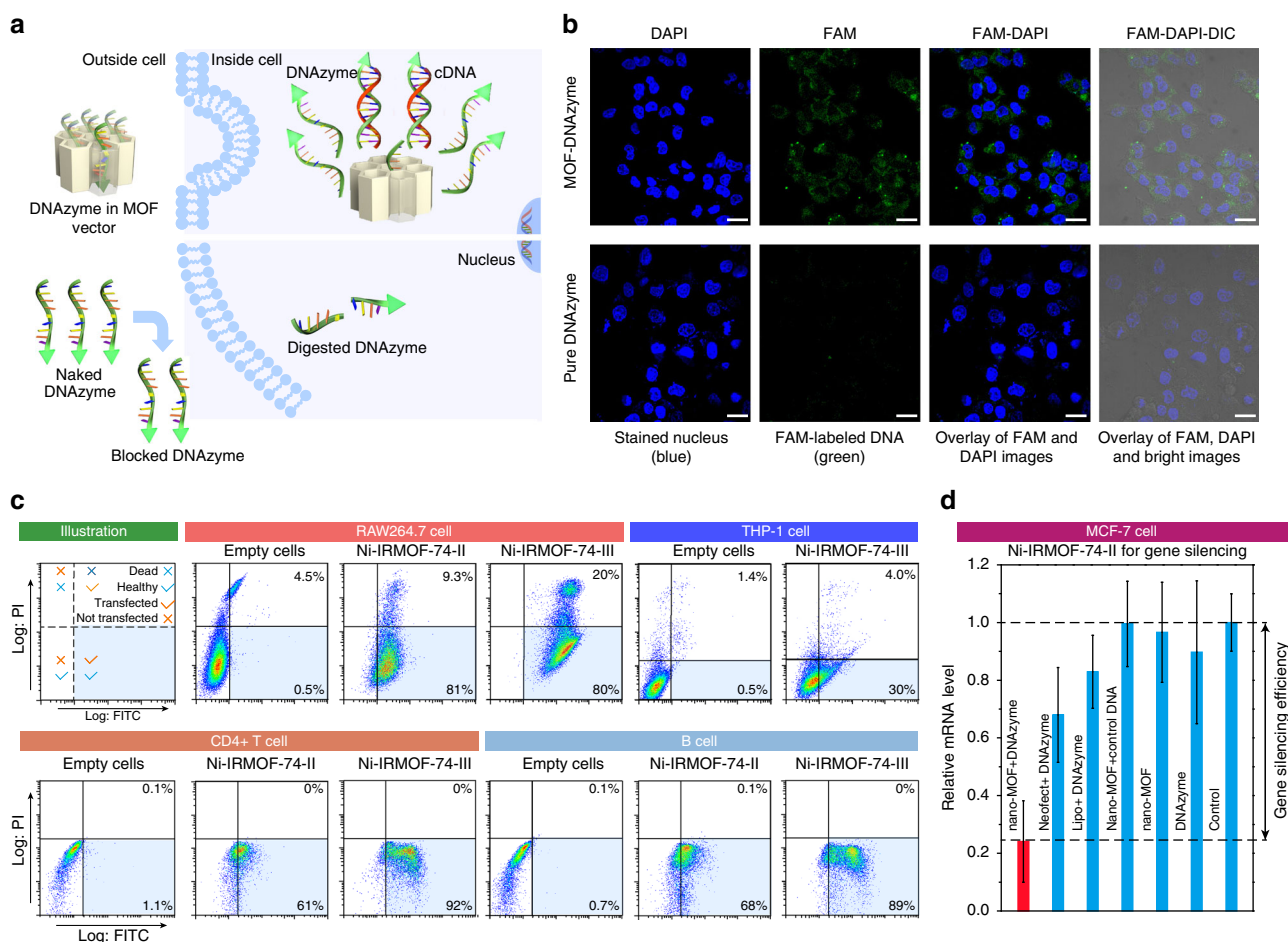 a
Outside cell
Inside cell
DNAzyme
cDNA
DNAzyme in MOF
vector
Nucleus
Naked
DNAzyme
Digested DNAzyme
Blocked DNAzyme
b
DAPI
FAM
FAM-DAPI
FAM-DAPI-DIC
MOF-DNAzyme
Pure DNAzyme
Stained nucleus
(blue)
FAM-labeled DNA
(green)
Overlay of FAM and
DAPI images
Overlay of FAM, DAPI
and bright images
c
Illustration
RAW264.7 cell
THP-1 cell
Empty cells
Ni-IRMOF-74-II
Ni-IRMOF-74-III
Empty cells
Ni-IRMOF-74-III
Log: PI
Dead
Healthy
Transfected
Not transfected
Log: FITC
4.5%
0.5%
9.3%
81%
20%
80%
1.4%
0.5%
4.0%
30%
CD4+ T cell
B cell
Empty cells
Ni-IRMOF-74-II
Ni-IRMOF-74-III
Empty cells
Ni-IRMOF-74-II
Ni-IRMOF-74-III
Log: PI
0.1%
1.1%
0%
61%
0%
92%
0.1%
0.7%
0.1%
68%
0%
89%
Log: FITC
d
MCF-7 cell
Ni-IRMOF-74-II for gene silencing
Relative mRNA level
1.2
1.0
0.8
0.6
0.4
0.2
0.0
nano-MOF+DNAzyme
Neofect+ DNAzyme
Lipo+ DNAzyme
Nano-MOF+control DNA
nano-MOF
DNAzyme
Control
Gene silencing efficiency